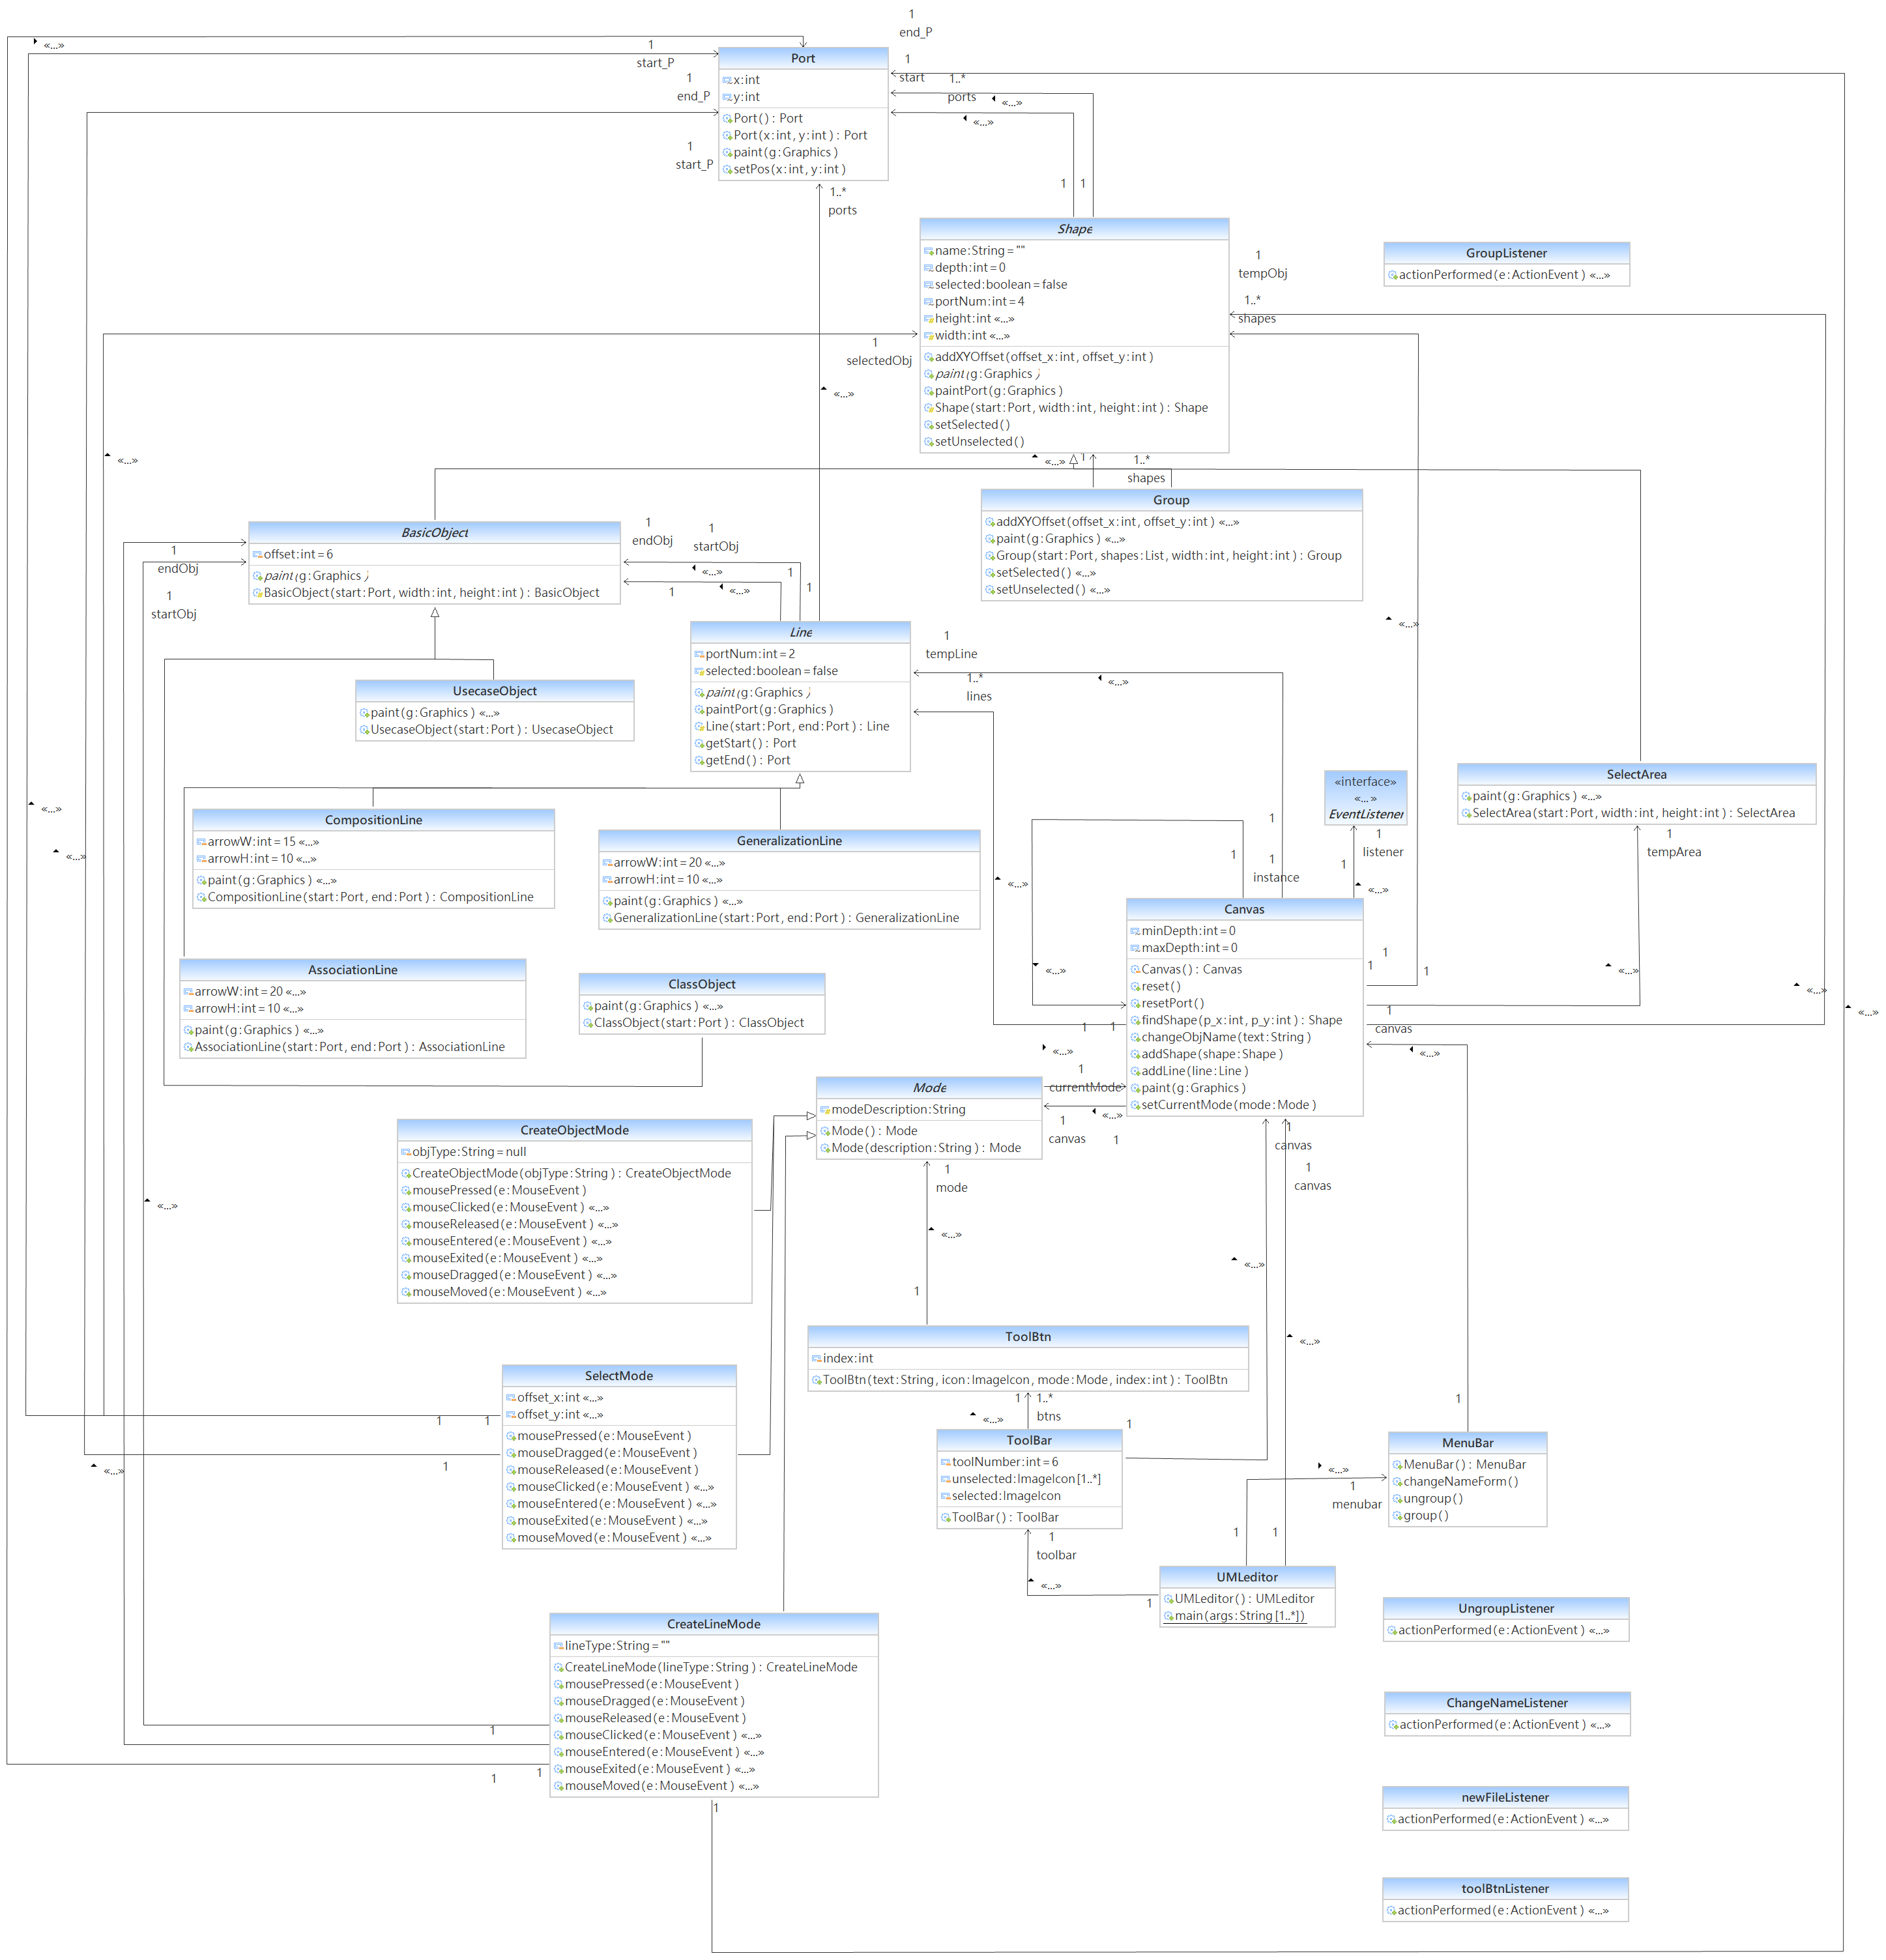 1
end_P
«...»
1
start_P
1
start
Port
x:int
y:int
Port():Port
Port(x:int, y:int):Port
paint(g:Graphics)
setPos(x:int, y:int)
1
end_P
1
start_P
1..*
ports
«...»
«...»
1
1
1..*
ports
Shape
name:String=""
depth:int=0
selected:boolean=false
portNum:int=4
height:int «...»
width:int «...»
addXYOffset(offset_x:int, offset_y:int)
paint(g:Graphics)
paintPort(g:Graphics)
Shape(start:Port, width:int, height:int):Shape
setSelected()
setUnselected()
1
tempObj
1..*
shapes
GroupListener
actionPerformed(e:ActionEvent) «...»
1
selectedObj
«...»
«...»
«...»
1
1..*
shapes
Group
addXYOffset(offset_x:int, offset_y:int) «...»
paint(g:Graphics) «...»
Group(start:Port, shapes:List, width:int, height:int):Group
setSelected() «...»
setUnselected() «...»
BasicObject
offset:int=6
paint(g:Graphics)
BasicObject(start:Port, width:int, height:int):BasicObject
1
endObj
1
startObj
1
endObj
1
startObj
«...»
1
«...»
1
1
«...»
Line
portNum:int=2
selected:boolean=false
paint(g:Graphics)
paintPort(g:Graphics)
Line(start:Port, end:Port):Line
getStart():Port
getEnd():Port
1
tempLine
1..*
lines
«...»
UsecaseObject
paint(g:Graphics) «...»
UsecaseObject(start:Port):UsecaseObject
«interface»
«...»
EventListener
SelectArea
paint(g:Graphics) «...»
SelectArea(start:Port, width:int, height:int):SelectArea
CompositionLine
arrowW:int=15 «...»
arrowH:int=10 «...»
paint(g:Graphics) «...»
CompositionLine(start:Port, end:Port):CompositionLine
GeneralizationLine
arrowW:int=20 «...»
arrowH:int=10 «...»
paint(g:Graphics) «...»
GeneralizationLine(start:Port, end:Port):GeneralizationLine
«...»
«...»
1
1
1
instance
1
listener
1
«...»
1
tempArea
«...»
Canvas
minDepth:int=0
maxDepth:int=0
Canvas():Canvas
reset()
resetPort()
findShape(p_x:int, p_y:int):Shape
changeObjName(text:String)
addShape(shape:Shape)
addLine(line:Line)
paint(g:Graphics)
setCurrentMode(mode:Mode)
AssociationLine
arrowW:int=20 «...»
arrowH:int=10 «...»
paint(g:Graphics) «...»
AssociationLine(start:Port, end:Port):AssociationLine
ClassObject
paint(g:Graphics) «...»
ClassObject(start:Port):ClassObject
«...»
1
1
1
«...»
«...»
«...»
1
canvas
«...»
1
1
«...»
1
currentMode
Mode
modeDescription:String
Mode():Mode
Mode(description:String):Mode
«...»
1
canvas
1
1
canvas
1
canvas
1
mode
CreateObjectMode
objType:String=null
CreateObjectMode(objType:String):CreateObjectMode
mousePressed(e:MouseEvent)
mouseClicked(e:MouseEvent) «...»
mouseReleased(e:MouseEvent) «...»
mouseEntered(e:MouseEvent) «...»
mouseExited(e:MouseEvent) «...»
mouseDragged(e:MouseEvent) «...»
mouseMoved(e:MouseEvent) «...»
«...»
«...»
1
«...»
«...»
ToolBtn
index:int
ToolBtn(text:String, icon:ImageIcon, mode:Mode, index:int):ToolBtn
SelectMode
offset_x:int «...»
offset_y:int «...»
mousePressed(e:MouseEvent)
mouseDragged(e:MouseEvent)
mouseReleased(e:MouseEvent)
mouseClicked(e:MouseEvent) «...»
mouseEntered(e:MouseEvent) «...»
mouseExited(e:MouseEvent) «...»
mouseMoved(e:MouseEvent) «...»
1
1
1
«...»
1
1..*
btns
«...»
1
ToolBar
toolNumber:int=6
unselected:ImageIcon[1..*]
selected:ImageIcon
ToolBar():ToolBar
1
MenuBar
MenuBar():MenuBar
changeNameForm()
ungroup()
group()
«...»
1
menubar
1
1
1
toolbar
«...»
1
UMLeditor
UMLeditor():UMLeditor
main(args:String[1..*])
UngroupListener
actionPerformed(e:ActionEvent) «...»
CreateLineMode
lineType:String=""
CreateLineMode(lineType:String):CreateLineMode
mousePressed(e:MouseEvent)
mouseDragged(e:MouseEvent)
mouseReleased(e:MouseEvent)
mouseClicked(e:MouseEvent) «...»
mouseEntered(e:MouseEvent) «...»
mouseExited(e:MouseEvent) «...»
mouseMoved(e:MouseEvent) «...»
1
1
1
1
ChangeNameListener
actionPerformed(e:ActionEvent) «...»
newFileListener
actionPerformed(e:ActionEvent) «...»
toolBtnListener
actionPerformed(e:ActionEvent) «...»